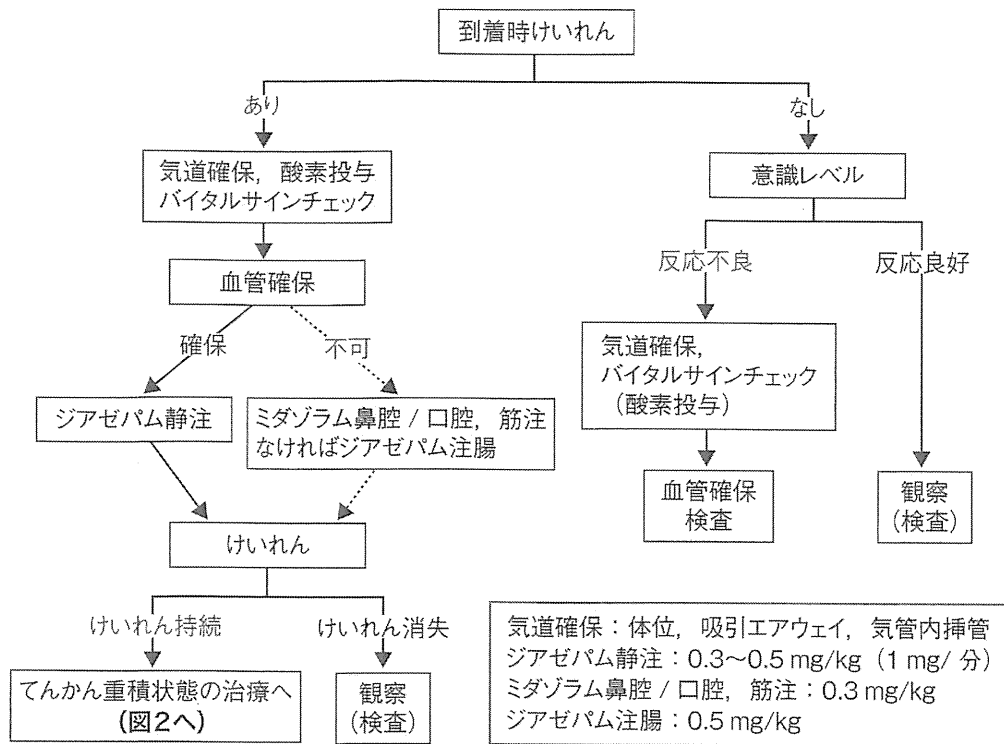 到着時けいれん
あり
なし
気道確保，酸素投与
バイタルサインチェック
意識レベル
血管確保
反応不良
反応良好
確保
不可
気道確保，
バイタルサインチェック
（酸素投与）
ジアゼパム静注
ミダゾラム鼻腔 / 口腔，筋注
なければジアゼパム注腸
血管確保
検査
観察
(検査)
けいれん
けいれん持続
けいれん消失
てんかん重積状態の治療へ
(図2へ)
観察
(検査)
気道確保：体位，吸引エアウェイ，気管内挿管
ジアゼパム静注：0.3〜0.5 mg/kg（1 mg/ 分）
ミダゾラム鼻腔 / 口腔，筋注：0.3 mg/kg
ジアゼパム注腸：0.5 mg/kg